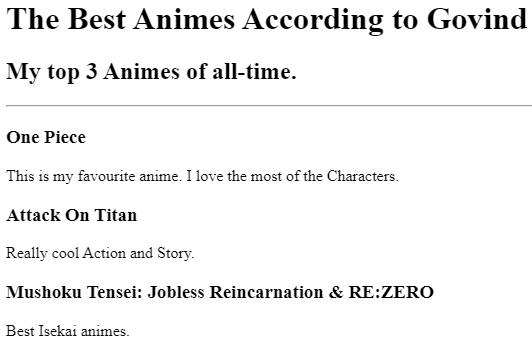 The Best Animes According to Govind
My top 3 Animes of all-time.
One Piece
This is my favourite anime. I love the most of the Characters.
Attack On Titan
Really cool Action and Story.
Mushoku Tensei: Jobless Reincarnation & RE:ZERO
Best Isekai animes.